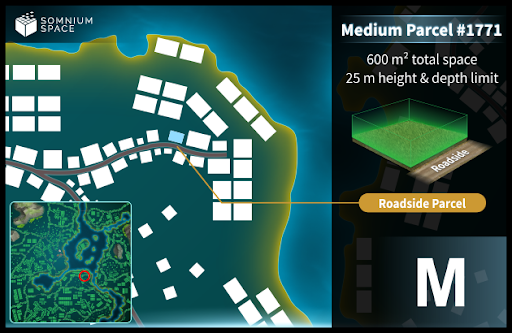 SOMNIUM
SPACE
Medium Parcel #1771
600 m² total space
25 m height & depth limit
Roadside
Roadside Parcel
M